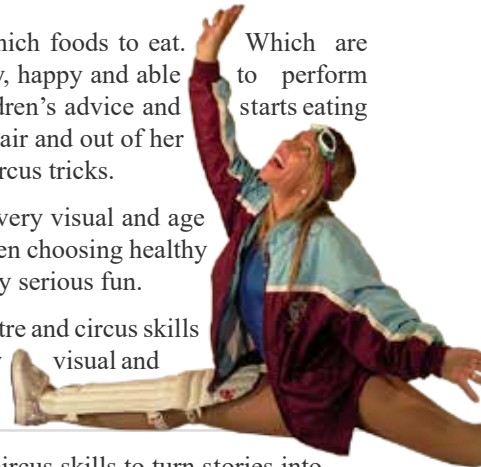 hich foods to eat. Which are
y, happy and able to perform
dren's advice and starts eating
air and out of her
rcus tricks.
very visual and age
en choosing healthy
y serious fun.
tre and circus skills
visual and
ircus skills to turn stories into